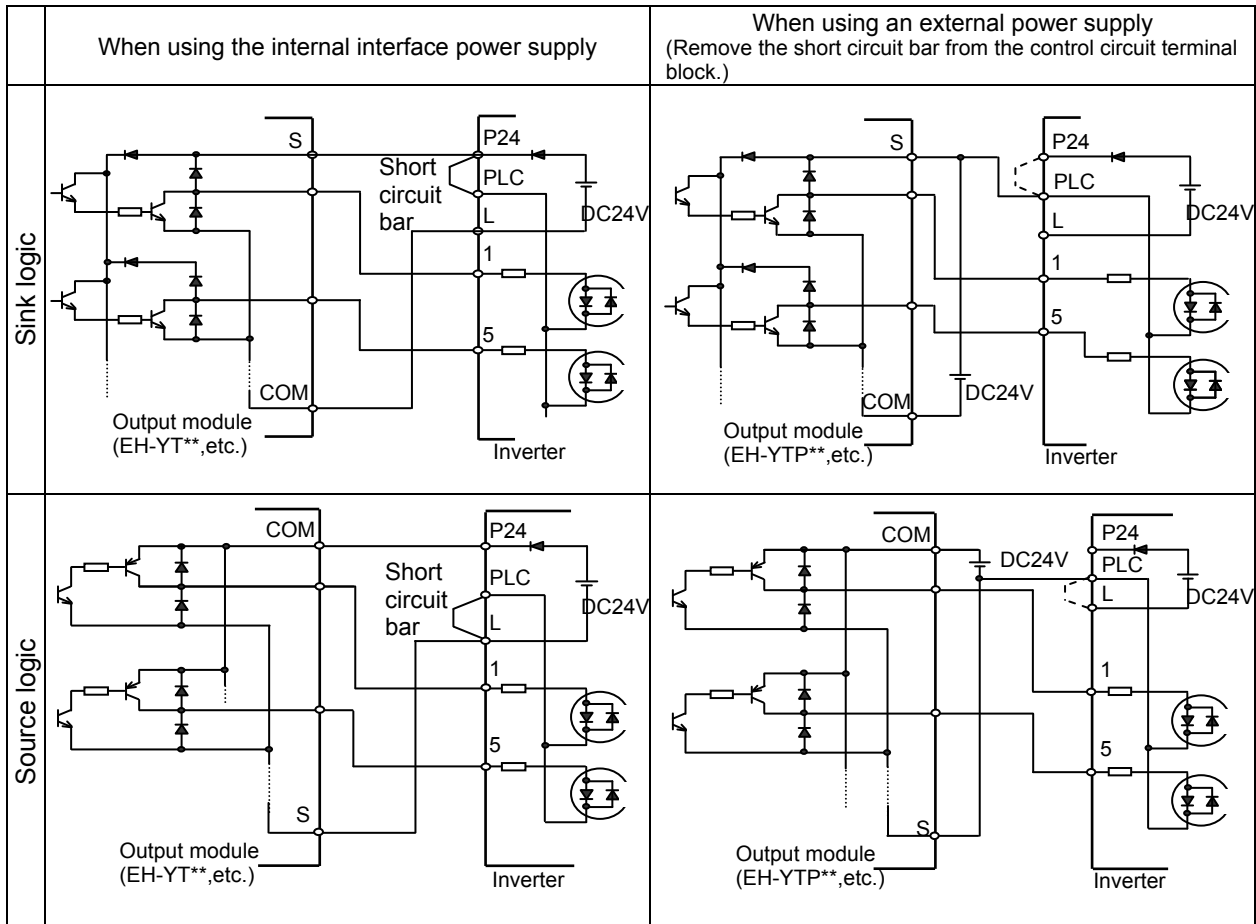 When using the internal interface power supply
When using an external power supply
(Remove the short circuit bar from the control circuit terminal
block.)
Sink logic
S
P24
Short
circuit
bar
PLC
L
DC24V
1
5
COM
Output module
(EH-YT**,etc.)
Inverter
S
P24
PLC
L
DC24V
1
5
COM
DC24V
Output module
(EH-YTP**,etc.)
Inverter
Source logic
COM
P24
Short
circuit
bar
PLC
L
DC24V
1
5
S
Output module
(EH-YT**,etc.)
Inverter
COM
DC24V
P24
PLC
L
DC24V
1
5
S
Output module
(EH-YTP**,etc.)
Inverter